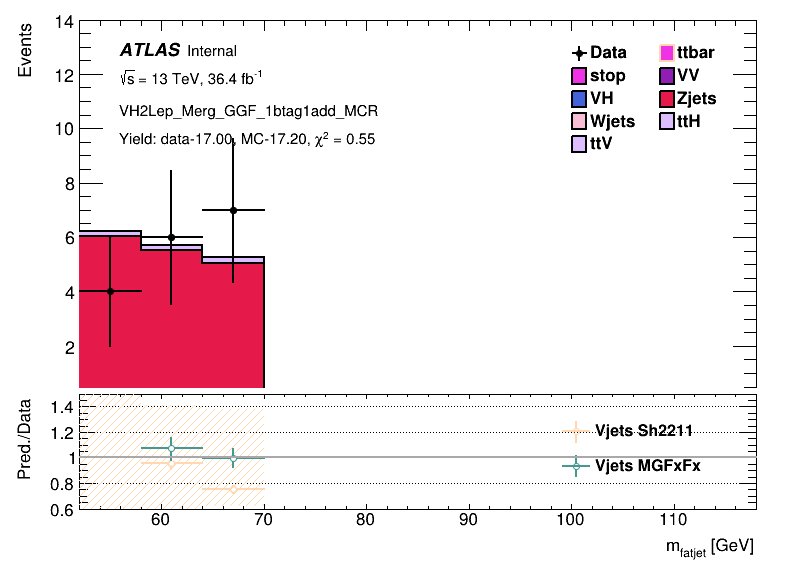 Events
14
12
10
8
6
4
2
ATLAS Internal
√s = 13 TeV, 36.4 fb⁻¹
VH2Lep_Merg_GGF_1btag1add_MCR
Yield: data-17.00, MC-17.20, χ² = 0.55
Data
ttbar
stop
VV
VH
Zjets
Wjets
ttH
ttV
Pred./Data
1.4
1.2
1
0.8
0.6
Vjets Sh2211
Vjets MGFxFx
60 70 80 90 100 110
m_fatjet [GeV]